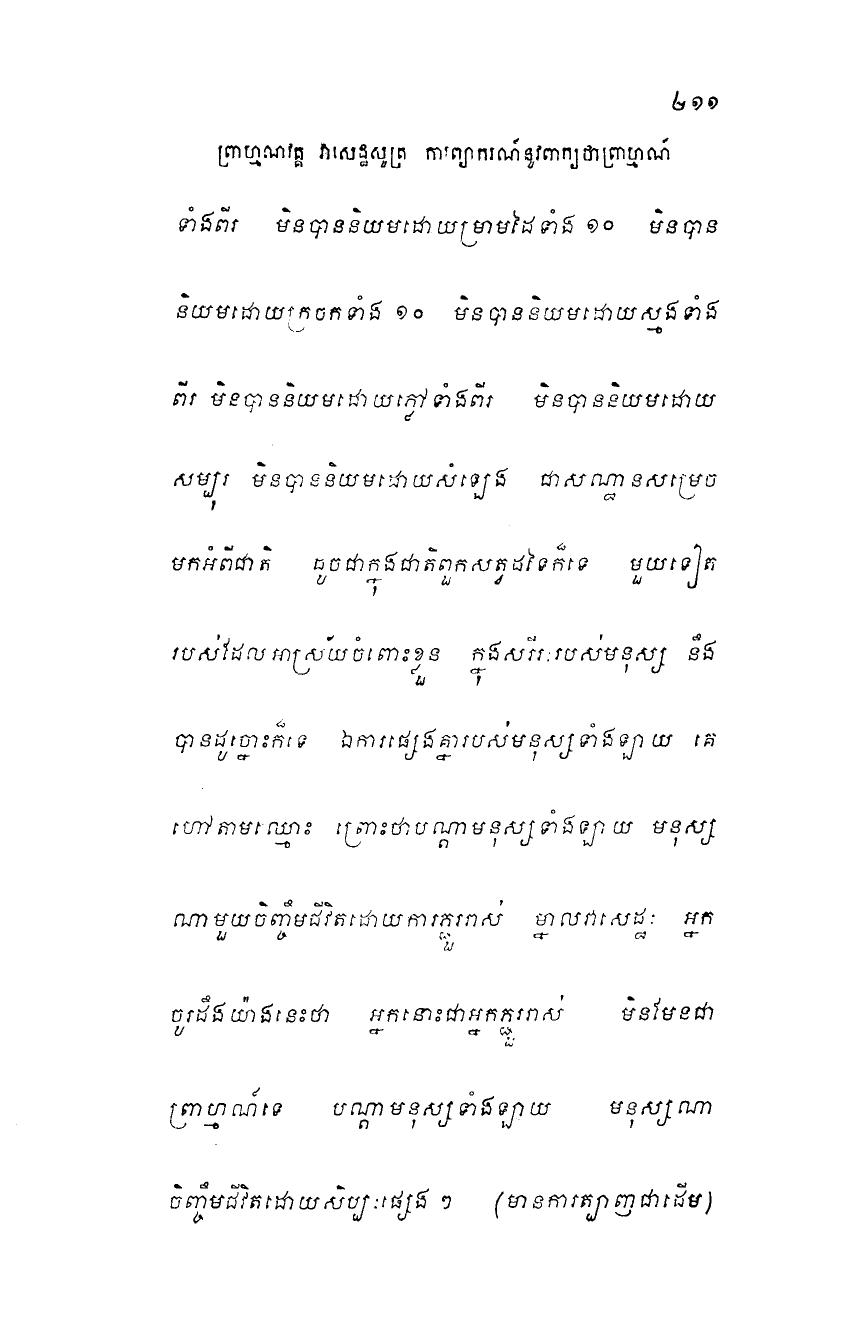 ២១១
ព្រាហ្មណវគ្គ វាសេដ្ឋសូត្រ ការព្យាករណ៍នូវពាក្យថាព្រាហ្មណ៍
ទាំងពីរ មិនបាននិយមដោយម្រាមដៃទាំង ១០ មិនបាន
និយមដោយក្រចកទាំង ១០ មិនបាននិយមដោយស្មងទាំង
ពីរ មិនបាននិយមដោយភ្លៅទាំងពីរ មិនបាននិយមដោយ
សម្បុរ មិនបាននិយមដោយសំឡេង ជាសណ្ឋានសម្រេច
មកអំពីជាតិ ដូចជាក្នុងជាតិពួកសត្វដទៃក៏ទេ មួយទៀត
របស់ដែលអាស្រ័យចំពោះខ្លួន ក្នុងសរីរៈរបស់មនុស្ស នឹង
បានដូច្នោះក៏ទេ ឯការផ្សេងគ្នារបស់មនុស្សទាំងឡាយ គេ
ហៅតាមឈ្មោះ ព្រោះថាបណ្តាមនុស្សទាំងឡាយ មនុស្ស
ណាមួយចិញ្ចឹមជីវិតដោយការភ្ជួររាស់ ម្នាលវាសេដ្ឋៈ អ្នក
ចូរដឹងយ៉ាងនេះថា អ្នកនោះជាអ្នកភ្ជួររាស់ មិនមែនជា
ព្រាហ្មណ៍ទេ បណ្តាមនុស្សទាំងឡាយ មនុស្សណា
ចិញ្ចឹមជីវិតដោយសិប្បៈផ្សេង ៗ (មានការត្បាញជាដើម)